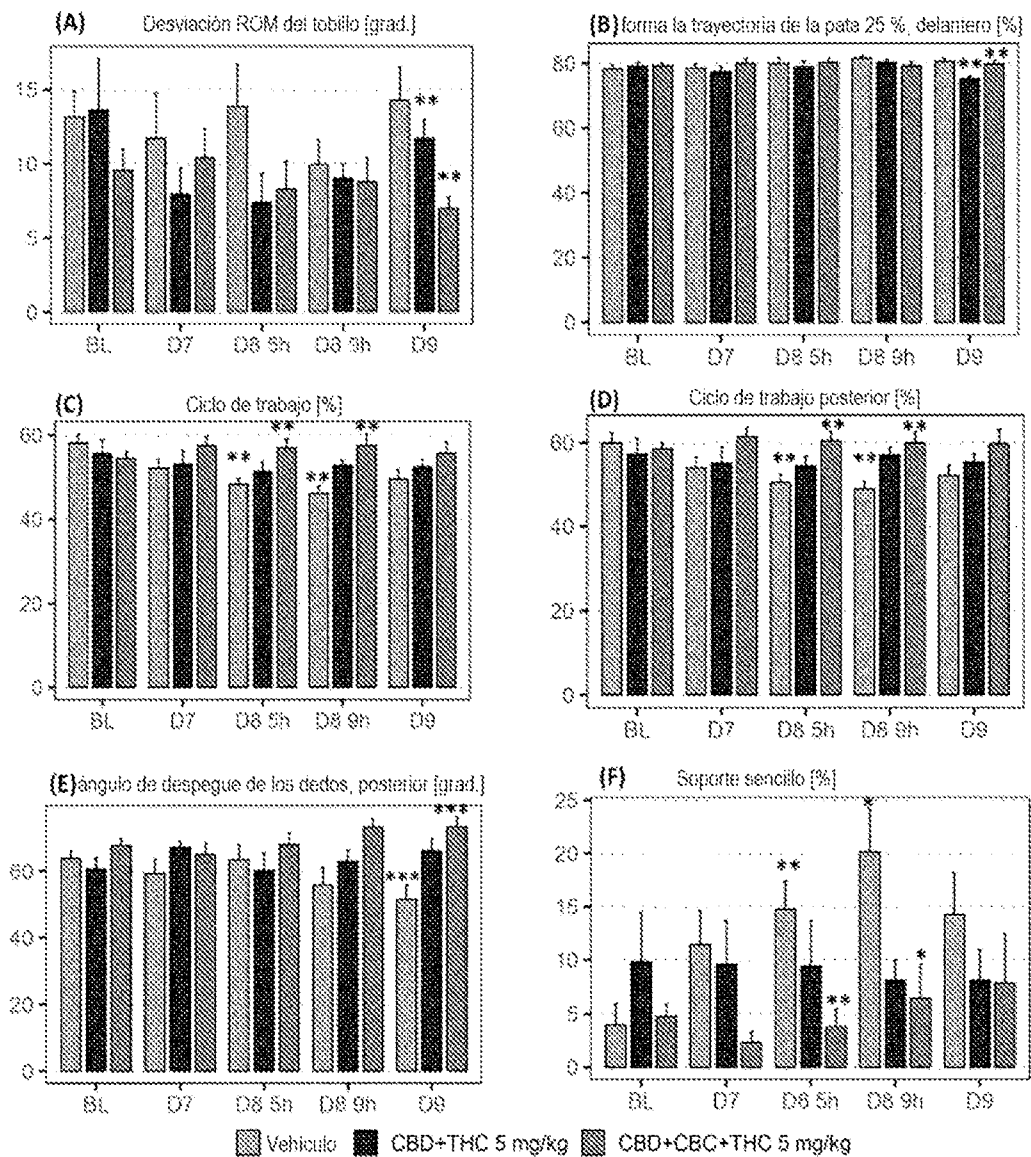 (A) Desviación ROM del tobillo [grad.]
15
10
5
0
** **
BL D7 D8 5h D8 9h D9
(B) forma la trayectoria de la pata 25 %, delantero [%]
80
60
40
20
0
** **
BL D7 D8 5h D8 9h D9
(C) Ciclo de trabajo [%]
60
40
20
0
** ** ** **
BL D7 D8 5h D8 9h D9
(D) Ciclo de trabajo posterior [%]
60
40
20
0
** ** ** **
BL D7 D8 5h D8 9h D9
(E) ángulo de despegue de los dedos, posterior [grad.]
60
40
20
0
*** ***
BL D7 D8 5h D8 9h D9
(F) Soporte sencillo [%]
25
20
15
10
5
0
** ** * *
BL D7 D8 5h D8 9h D9
Vehículo CBD+THC 5 mg/kg CBD+CBC+THC 5 mg/kg